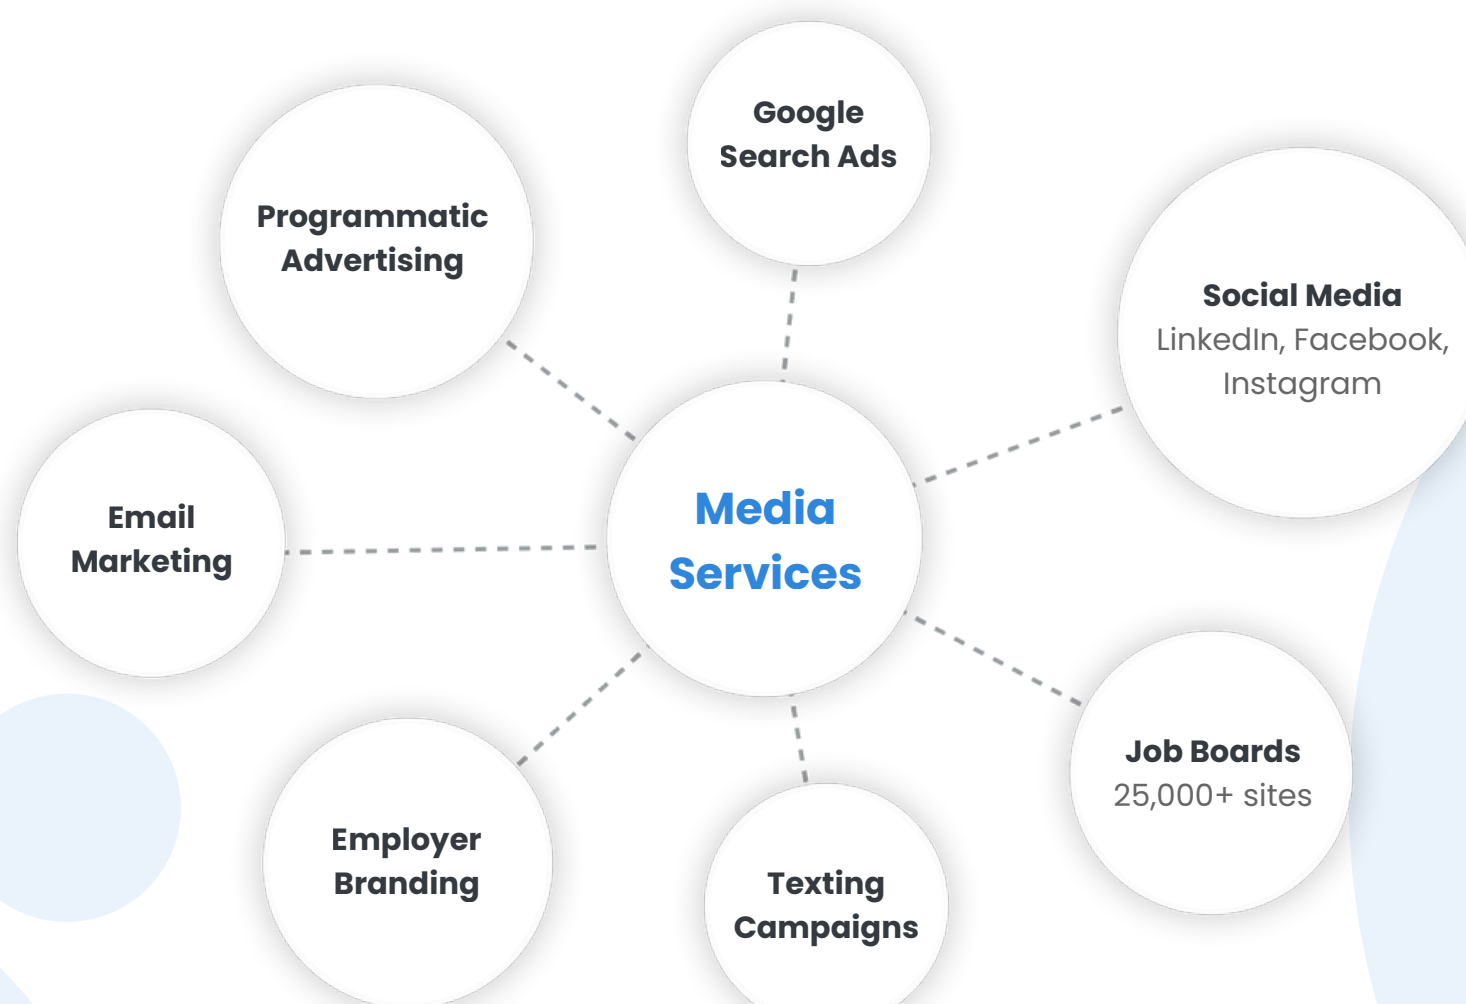 Google
Search Ads
Programmatic
Advertising
Social Media
LinkedIn, Facebook,
Instagram
Media
Services
Email
Marketing
Job Boards
25,000+ sites
Employer
Branding
Texting
Campaigns